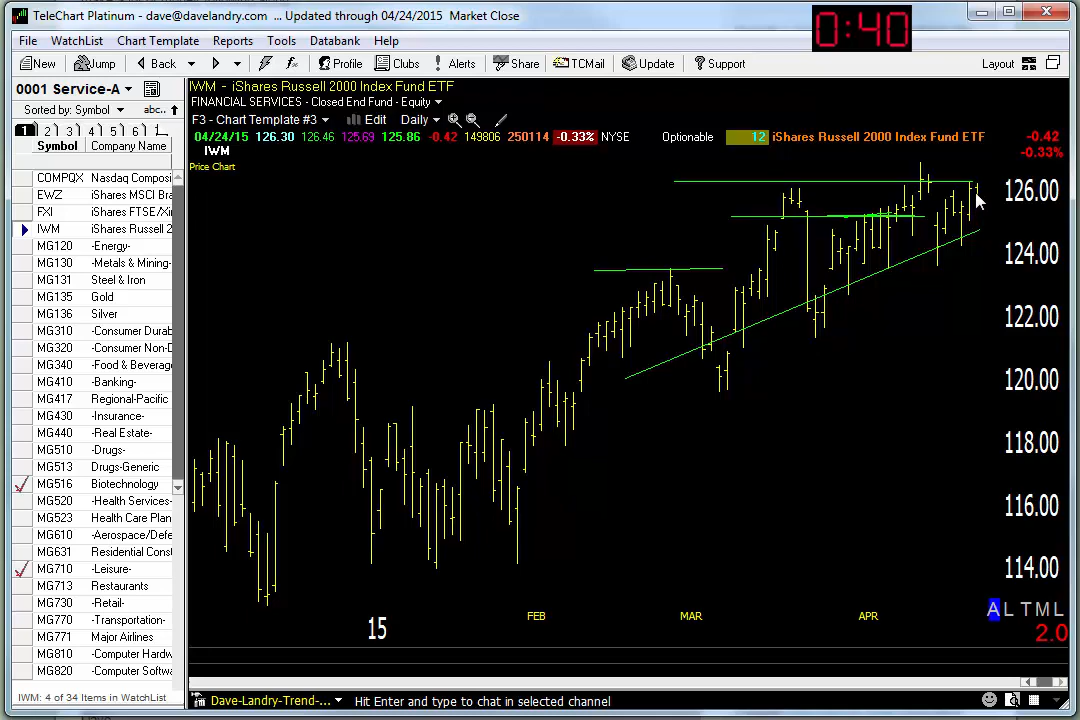 TeleChart Platinum - dave@davelandry.com ... Updated through 04/24/2015 Market Close
0:40
File WatchList Chart Template Reports Tools Databank Help
New Jump Back Profile Clubs Alerts Share TCMail Update Support Layout
0001 Service-A
IWM - iShares Russell 2000 Index Fund ETF
FINANCIAL SERVICES - Closed End Fund - Equity
Sorted by: Symbol abc..
F3 - Chart Template #3 Edit Daily
1 2 3 4 5 6
04/24/15 126.30 126.46 125.69 125.86 -0.42 149806 250114 -0.33% NYSE Optionable 12 iShares Russell 2000 Index Fund ETF -0.42
-0.33%
IWM
Price Chart
Symbol Company Name
COMPQX Nasdaq Composi
EWZ iShares MSCI Bra
FXI iShares FTSE/Xin
IWM iShares Russell 2
MG120 -Energy-
MG130 -Metals & Mining-
MG131 Steel & Iron
MG135 Gold
MG136 Silver
MG310 -Consumer Durab
MG320 -Consumer Non-D
MG340 -Food & Beverage
MG410 -Banking-
MG417 Regional-Pacific
MG430 -Insurance-
MG440 -Real Estate-
MG510 -Drugs-
MG513 Drugs-Generic
MG516 Biotechnology
MG520 -Health Services-
MG523 Health Care Plan
MG610 -Aerospace/Defe
MG631 Residential Const
MG710 -Leisure-
MG713 Restaurants
MG730 -Retail-
MG770 -Transportation-
MG771 Major Airlines
MG810 -Computer Hardw
MG820 -Computer Softwa
IWM: 4 of 34 Items in WatchList
126.00
124.00
122.00
120.00
118.00
116.00
114.00
15 FEB MAR APR
A L T M L
2.0
Dave-Landry-Trend-... Hit Enter and type to chat in selected channel